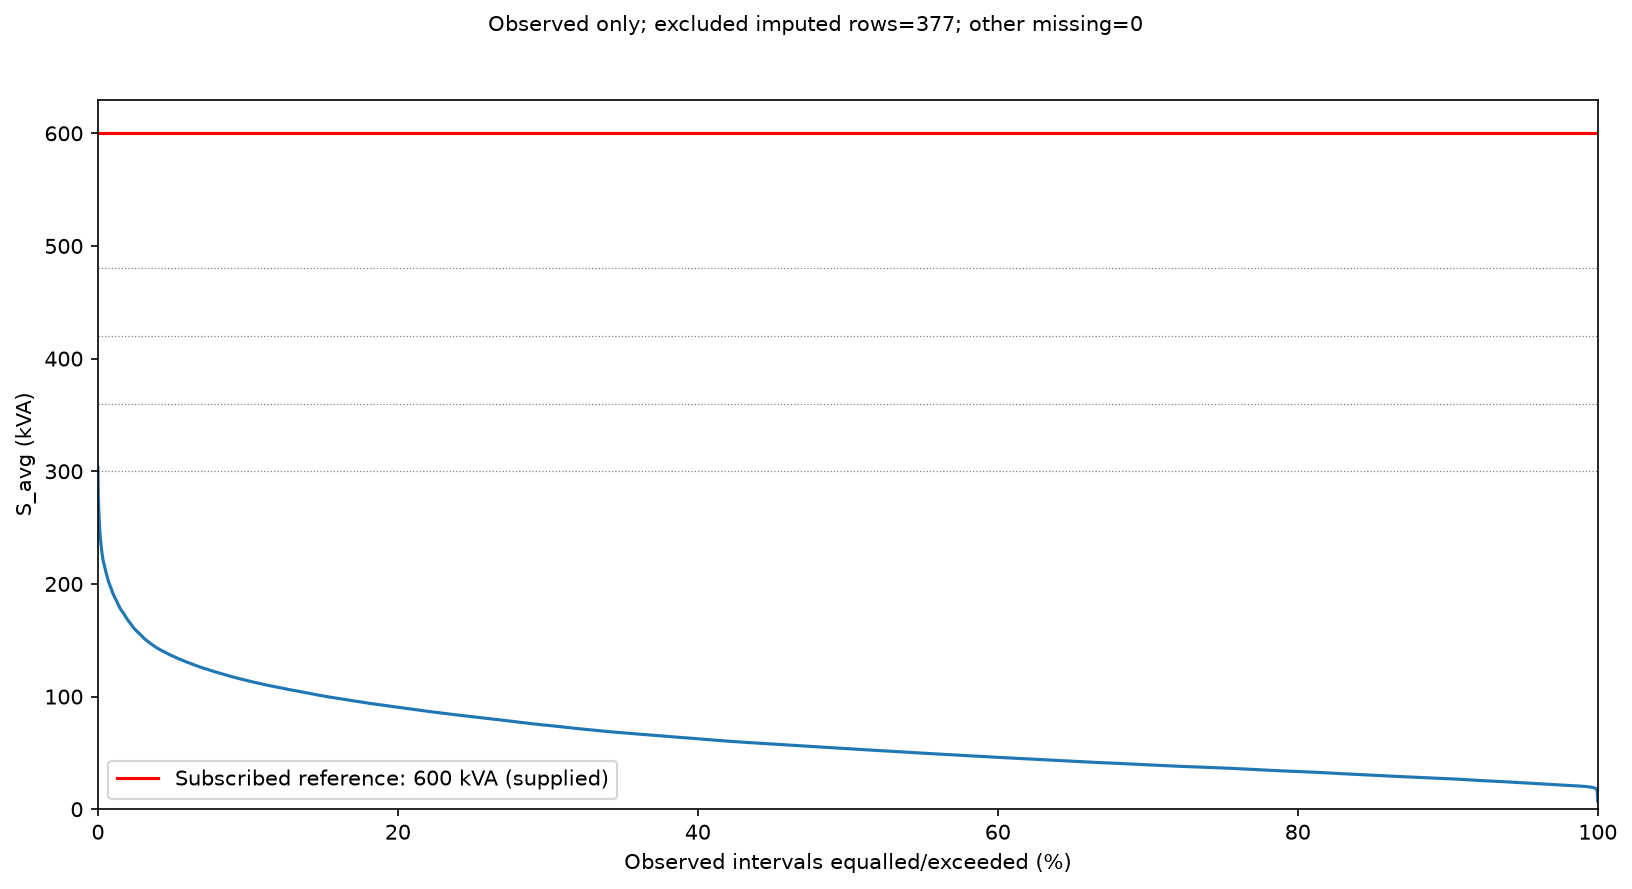 Observed only; excluded imputed rows=377; other missing=0
600
500
400
300
200
100
0
S_avg (kVA)
Subscribed reference: 600 kVA (supplied)
0 20 40 60 80 100
Observed intervals equalled/exceeded (%)